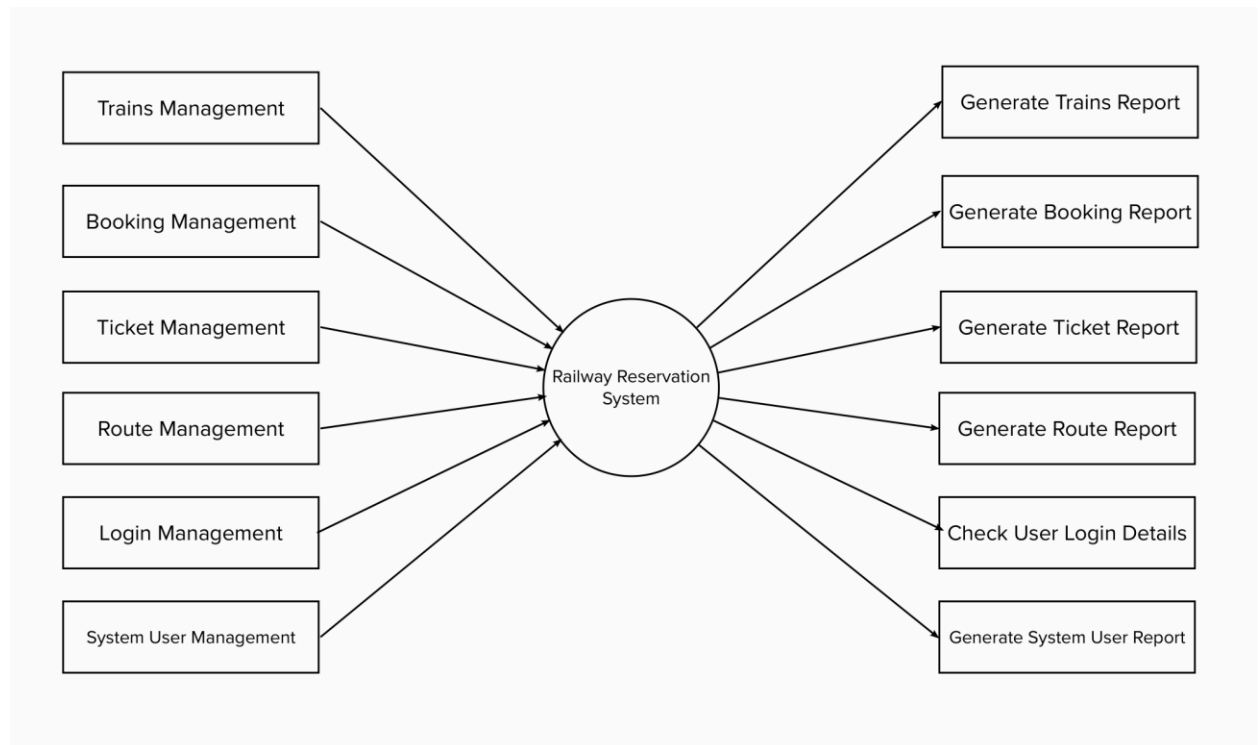 Trains Management
Booking Management
Ticket Management
Route Management
Login Management
System User Management
Railway Reservation
System
Generate Trains Report
Generate Booking Report
Generate Ticket Report
Generate Route Report
Check User Login Details
Generate System User Report